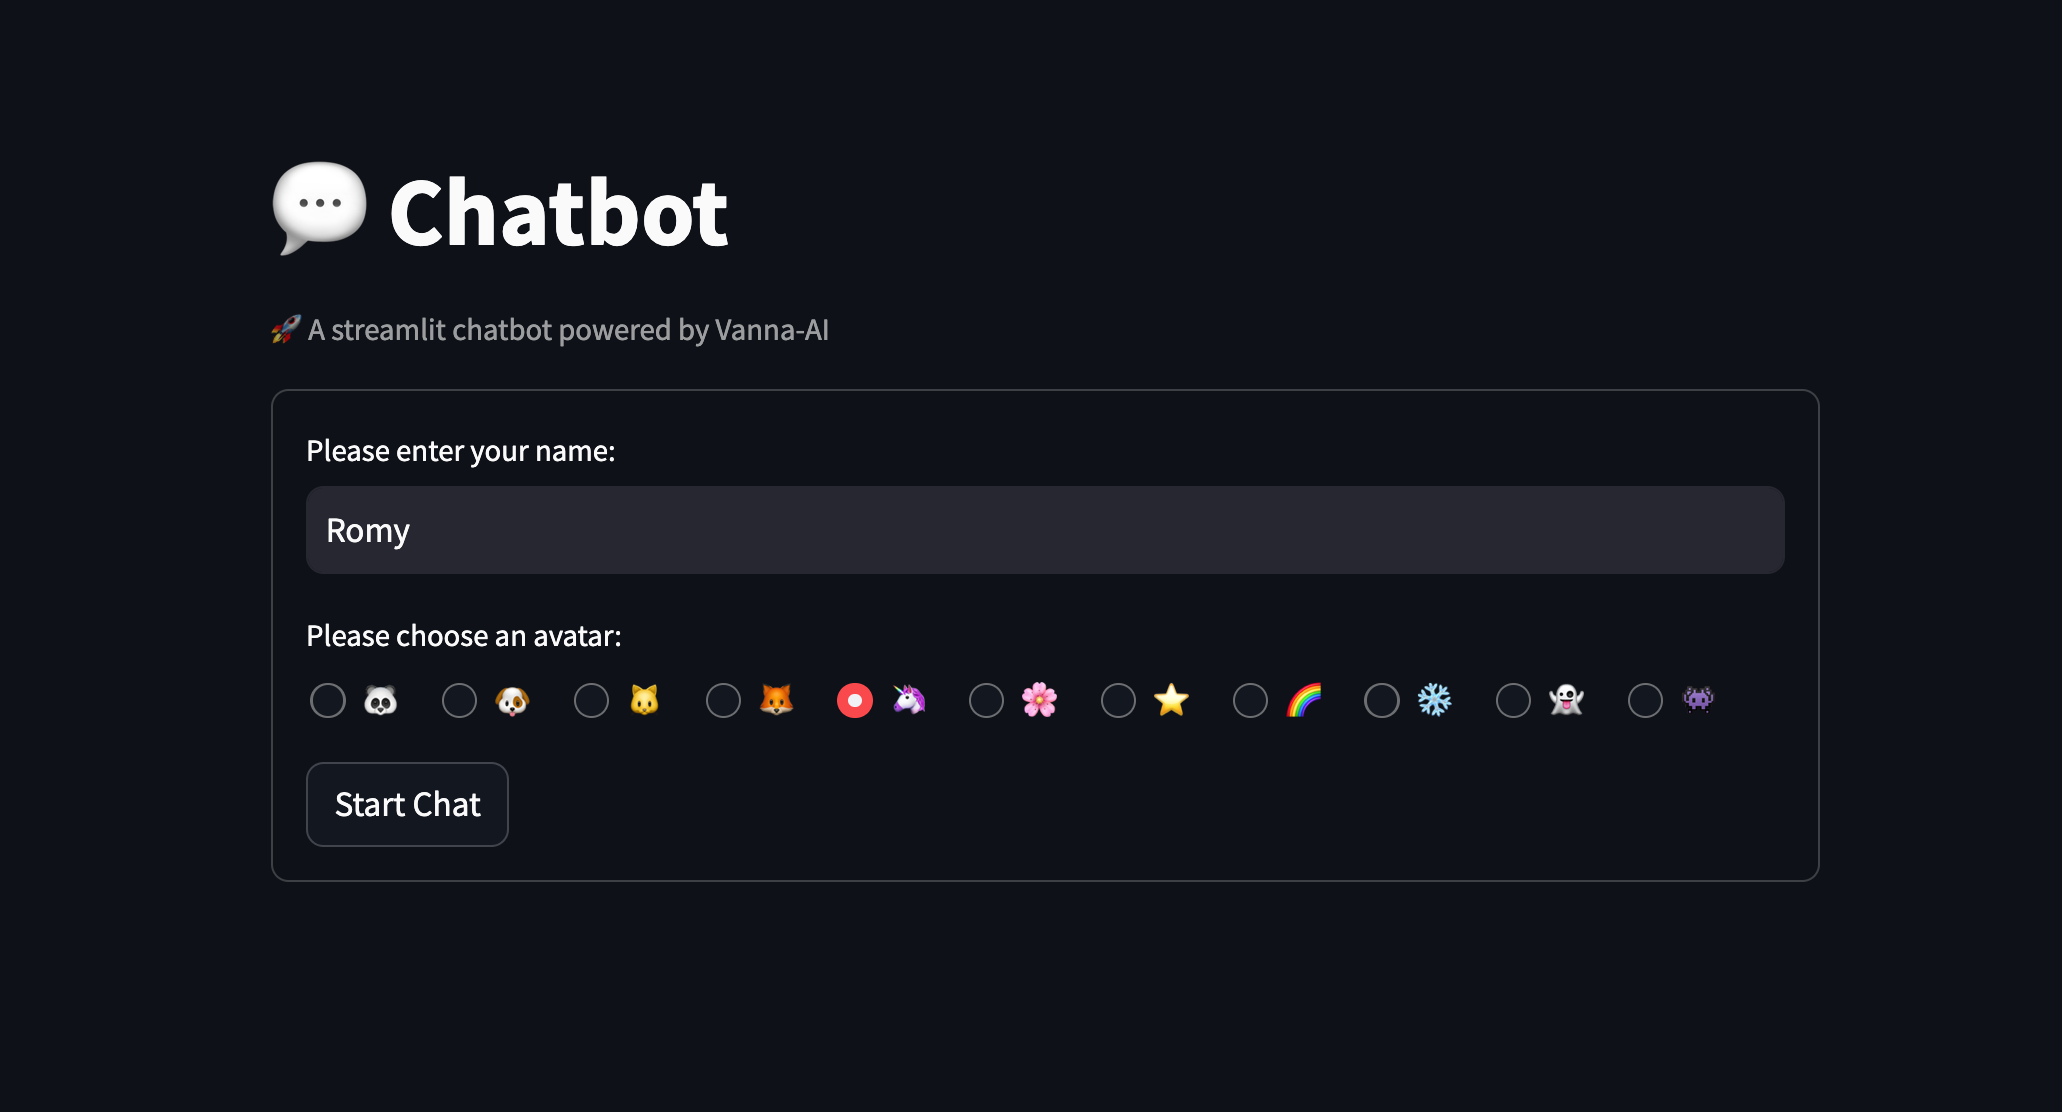 💬 Chatbot
🚀 A streamlit chatbot powered by Vanna-AI
Please enter your name:
Romy
Please choose an avatar:
🐼 🐶 🐱 🦊 🦄 🌸 ⭐ 🌈 ❄️ 👻 👾
Start Chat